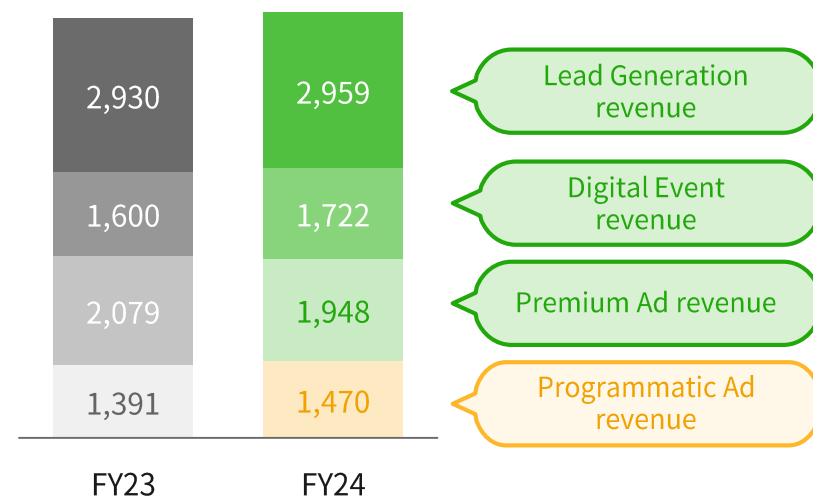 2,930
2,959
Lead Generation
revenue
1,600
1,722
Digital Event
revenue
2,079
1,948
Premium Ad revenue
1,391
1,470
Programmatic Ad
revenue
FY23
FY24